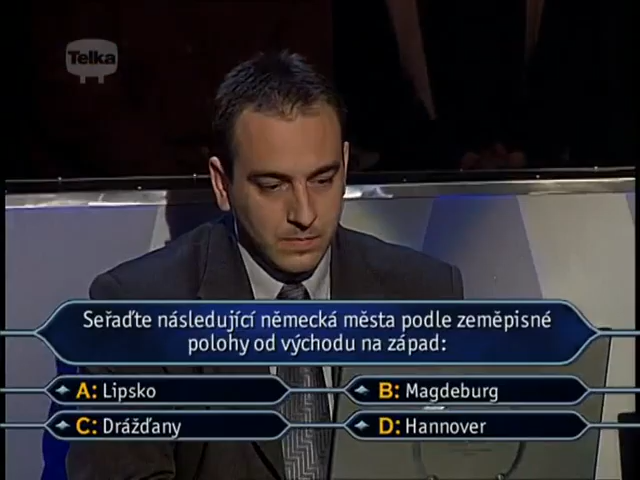 Telka
Seřaďte následující německá města podle zeměpisné
polohy od východu na západ:
A: Lipsko
B: Magdeburg
C: Drážďany
D: Hannover